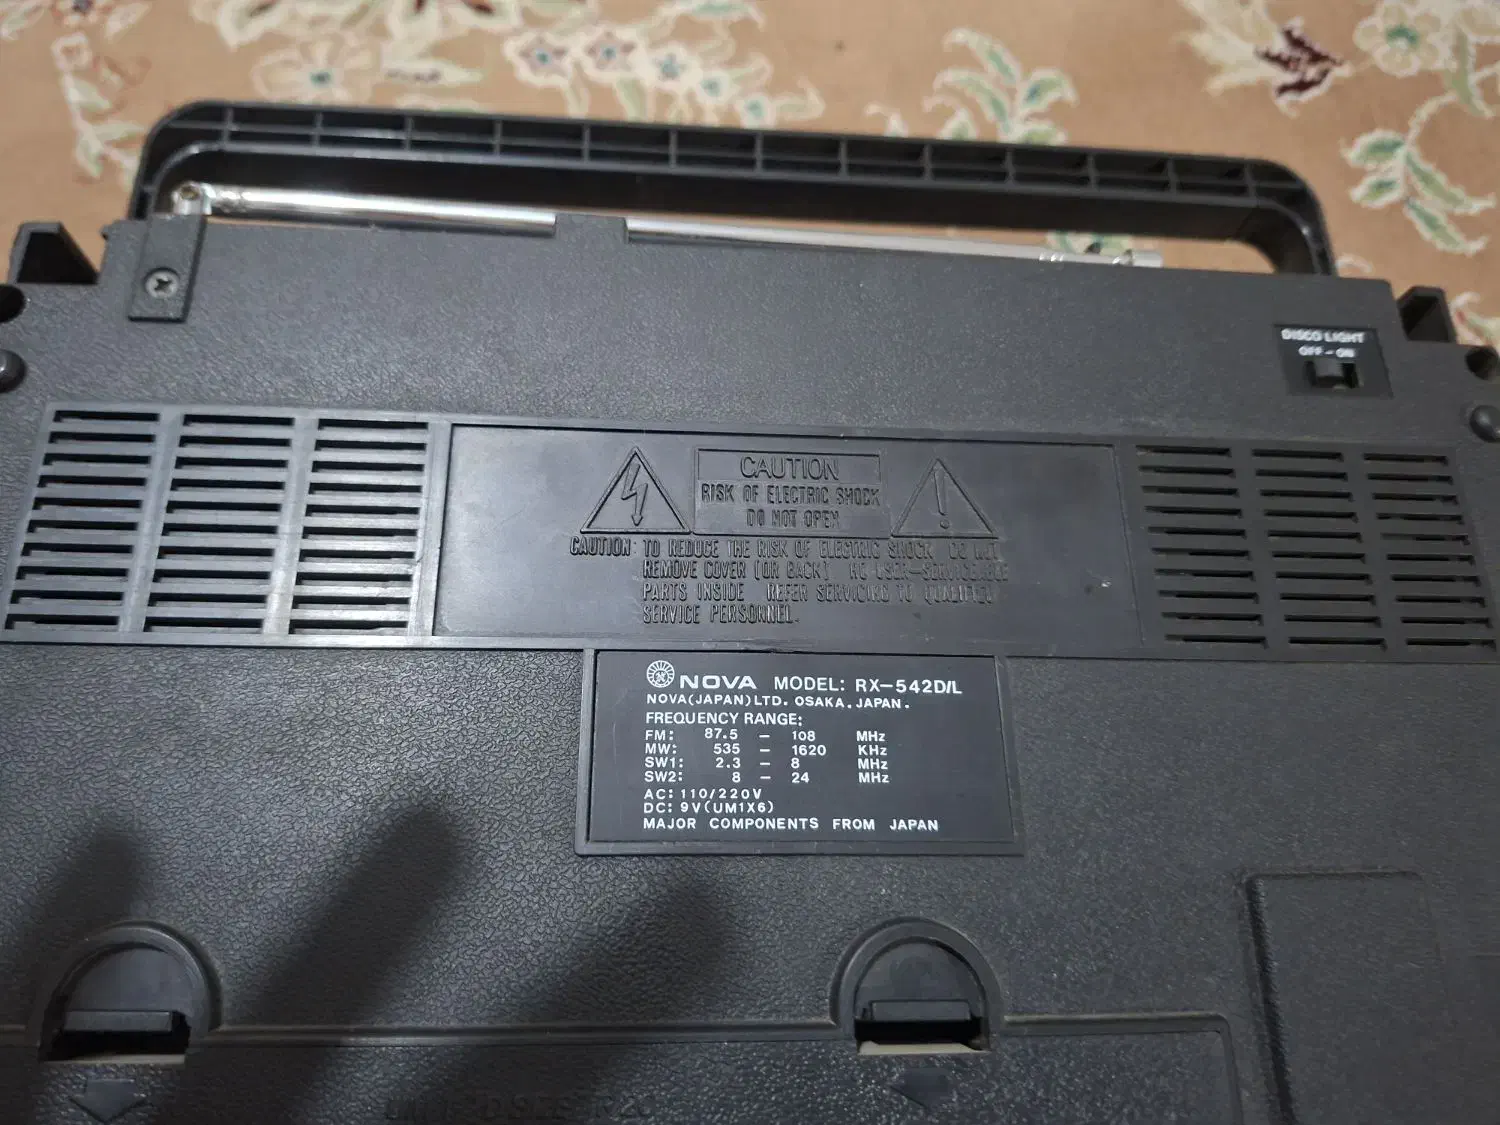 DISCO LIGHT
OFF – ON
CAUTION
RISK OF ELECTRIC SHOCK
DO NOT OPEN
CAUTION: TO REDUCE THE RISK OF ELECTRIC SHOCK DO NOT
REMOVE COVER (OR BACK) NO USER-SERVICEABLE
PARTS INSIDE REFER SERVICING TO QUALIFIED
SERVICE PERSONNEL.
NOVA MODEL: RX-542D/L
NOVA(JAPAN)LTD. OSAKA. JAPAN.
FREQUENCY RANGE:
FM: 87.5 – 108 MHz
MW: 535 – 1620 KHz
SW1: 2.3 – 8 MHz
SW2: 8 – 24 MHz
AC: 110/220V
DC: 9V(UM1X6)
MAJOR COMPONENTS FROM JAPAN